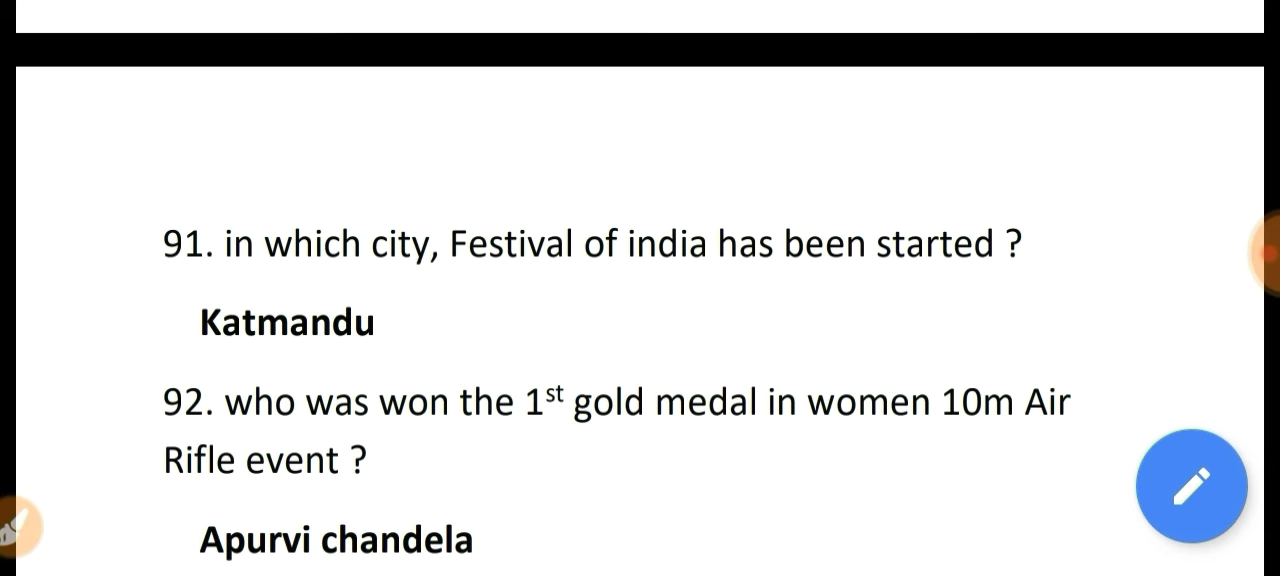 91. in which city, Festival of india has been started ?
Katmandu
92. who was won the 1st gold medal in women 10m Air
Rifle event ?
Apurvi chandela